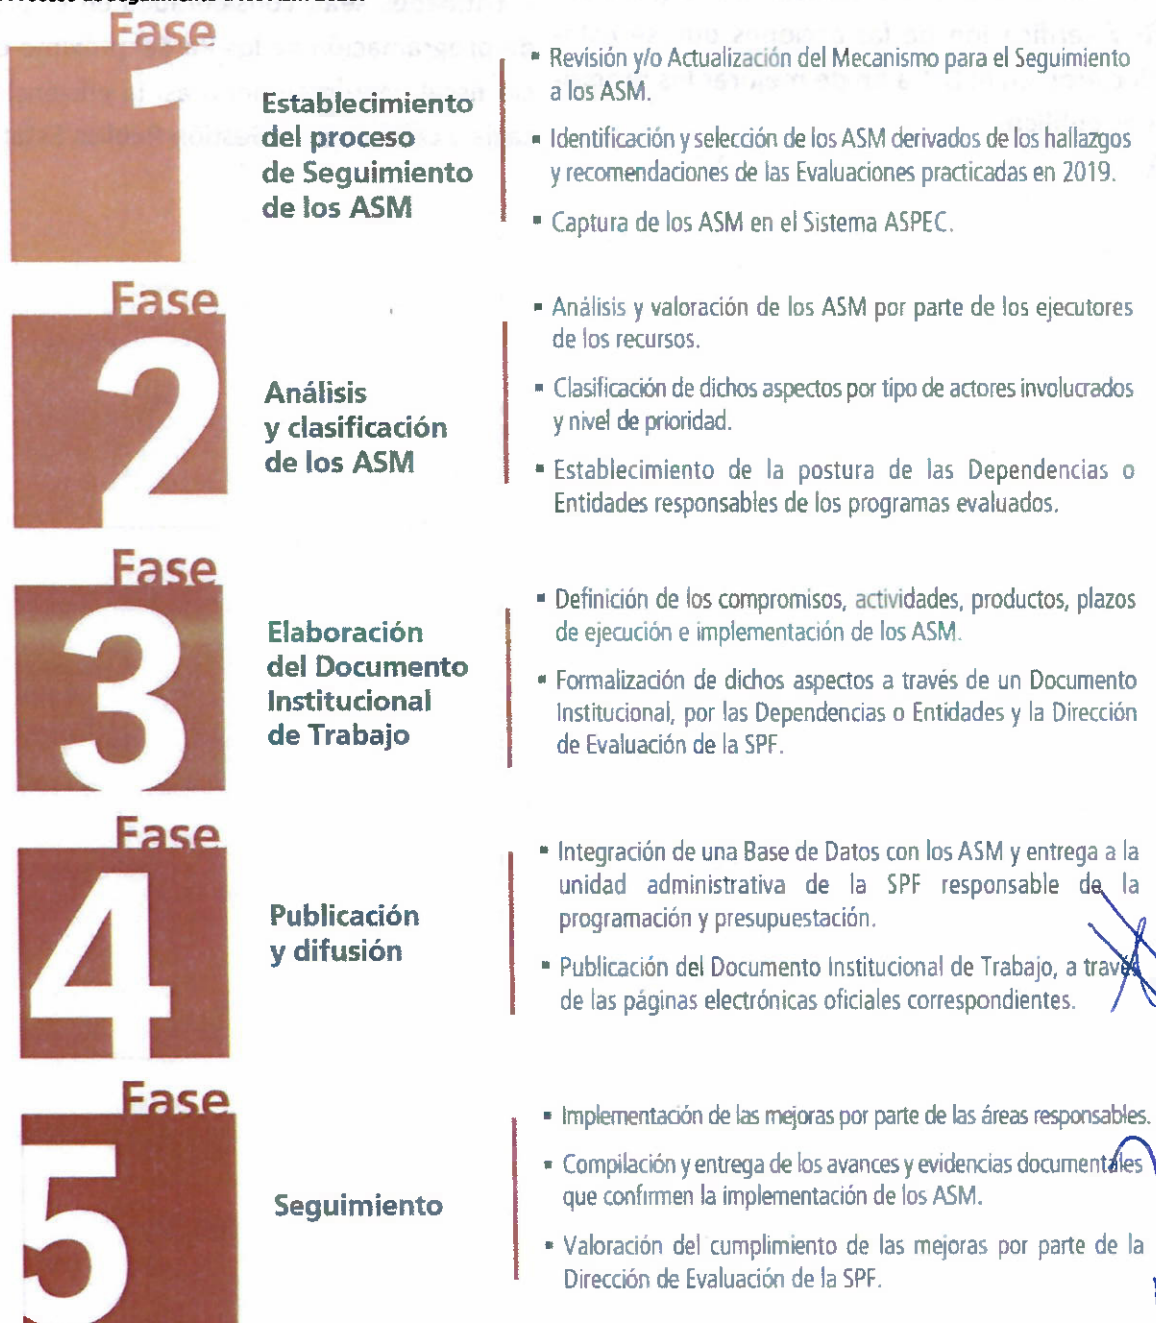 Fase
1
Establecimiento
del proceso
de Seguimiento
de los ASM
▪ Revisión y/o Actualización del Mecanismo para el Seguimiento
a los ASM.
▪ Identificación y selección de los ASM derivados de los hallazgos
y recomendaciones de las Evaluaciones practicadas en 2019.
▪ Captura de los ASM en el Sistema ASPEC.
Fase
2
Análisis
y clasificación
de los ASM
▪ Análisis y valoración de los ASM por parte de los ejecutores
de los recursos.
▪ Clasificación de dichos aspectos por tipo de actores involucrados
y nivel de prioridad.
▪ Establecimiento de la postura de las Dependencias o
Entidades responsables de los programas evaluados.
Fase
3
Elaboración
del Documento
Institucional
de Trabajo
▪ Definición de los compromisos, actividades, productos, plazos
de ejecución e implementación de los ASM.
▪ Formalización de dichos aspectos a través de un Documento
Institucional, por las Dependencias o Entidades y la Dirección
de Evaluación de la SPF.
Fase
4
Publicación
y difusión
▪ Integración de una Base de Datos con los ASM y entrega a la
unidad administrativa de la SPF responsable de la
programación y presupuestación.
▪ Publicación del Documento Institucional de Trabajo, a través
de las páginas electrónicas oficiales correspondientes.
Fase
5
Seguimiento
▪ Implementación de las mejoras por parte de las áreas responsables.
▪ Compilación y entrega de los avances y evidencias documentales
que confirmen la implementación de los ASM.
▪ Valoración del cumplimiento de las mejoras por parte de la
Dirección de Evaluación de la SPF.